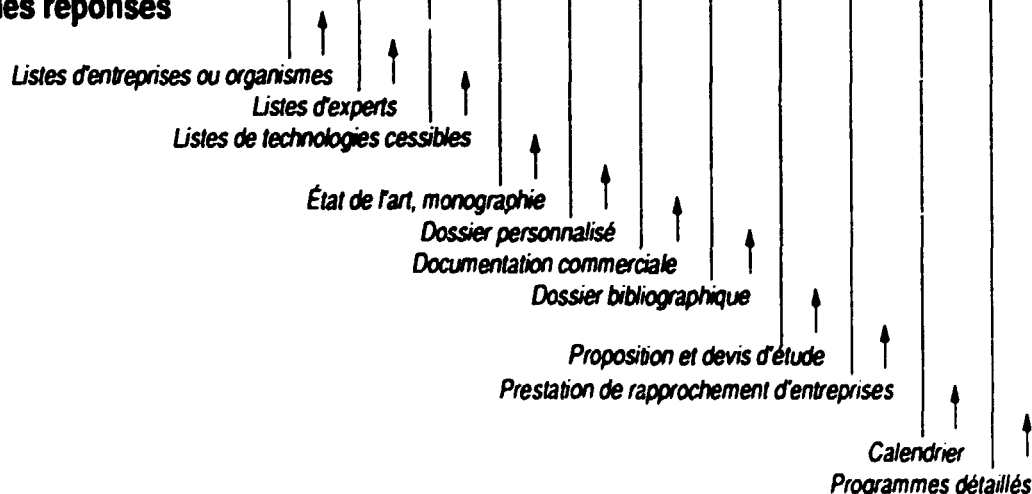 les réponses
Listes d'entreprises ou organismes
Listes d'experts
Listes de technologies cessibles
État de l'art, monographie
Dossier personnalisé
Documentation commerciale
Dossier bibliographique
Proposition et devis d'étude
Prestation de rapprochement d'entreprises
Calendrier
Programmes détaillés